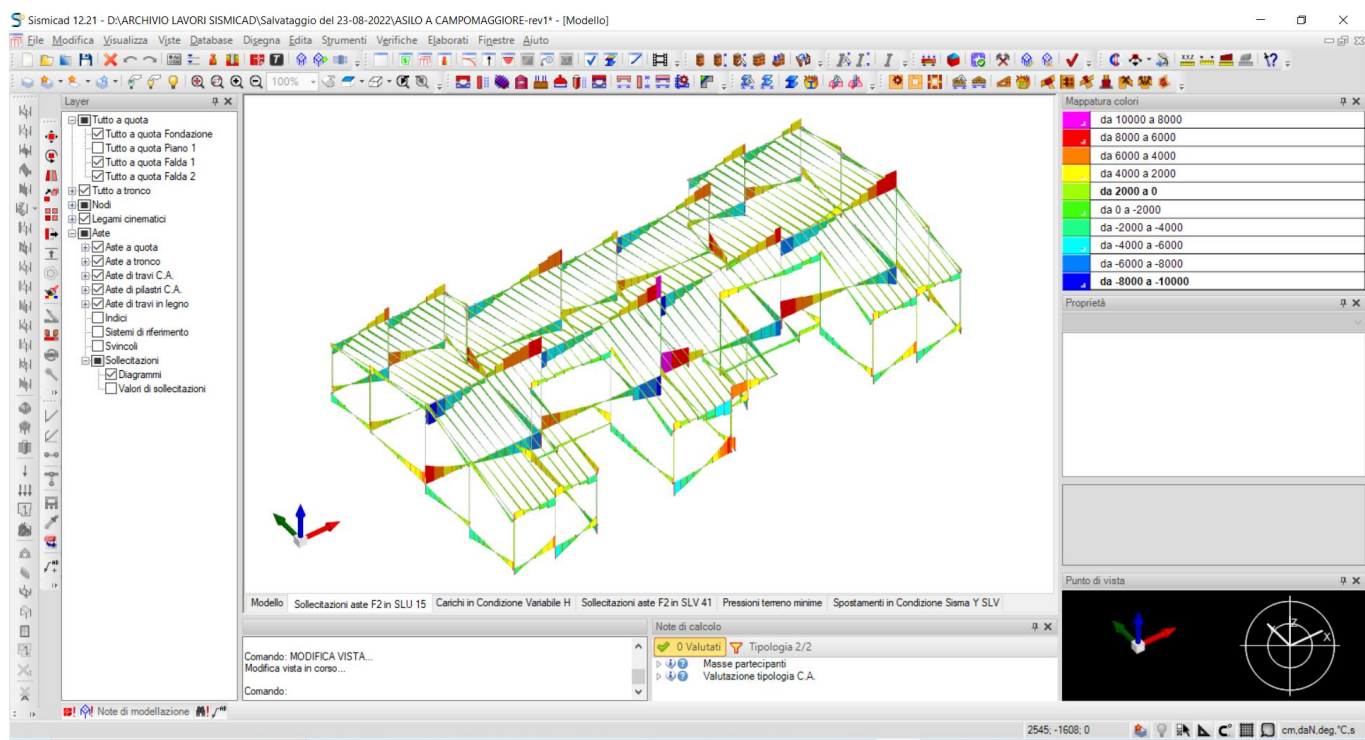 Sismicad 12.21 - D:\ARCHIVIO LAVORI SISMICAD\Salvataggio del 23-08-2022\ASILO A CAMPOMAGGIORE-rev1* - [Modello]
File Modifica Visualizza Viste Database Disegna Edita Strumenti Verifiche Elaborati Finestre Aiuto
100%
Layer
Tutto a quota
Tutto a quota Fondazione
Tutto a quota Piano 1
Tutto a quota Falda 1
Tutto a quota Falda 2
Tutto a tronco
Nodi
Legami cinematici
Aste
Aste a quota
Aste a tronco
Aste di travi C.A.
Aste di pilastri C.A.
Aste di travi in legno
Indici
Sistemi di riferimento
Svincoli
Sollecitazioni
Diagrammi
Valori di sollecitazioni
Mappatura colori
da 10000 a 8000
da 8000 a 6000
da 6000 a 4000
da 4000 a 2000
da 2000 a 0
da 0 a -2000
da -2000 a -4000
da -4000 a -6000
da -6000 a -8000
da -8000 a -10000
Proprietà
Punto di vista
Z
X
Modello Sollecitazioni aste F2 in SLU 15 Carichi in Condizione Variabile H Sollecitazioni aste F2 in SLV 41 Pressioni terreno minime Spostamenti in Condizione Sisma Y SLV
Comando: MODIFICA VISTA...
Modifica vista in corso...
Comando:
Note di calcolo
0 Valutati Tipologia 2/2
Masse partecipanti
Valutazione tipologia C.A.
Note di modellazione
2545; -1608; 0
cm,daN,deg,°C,s